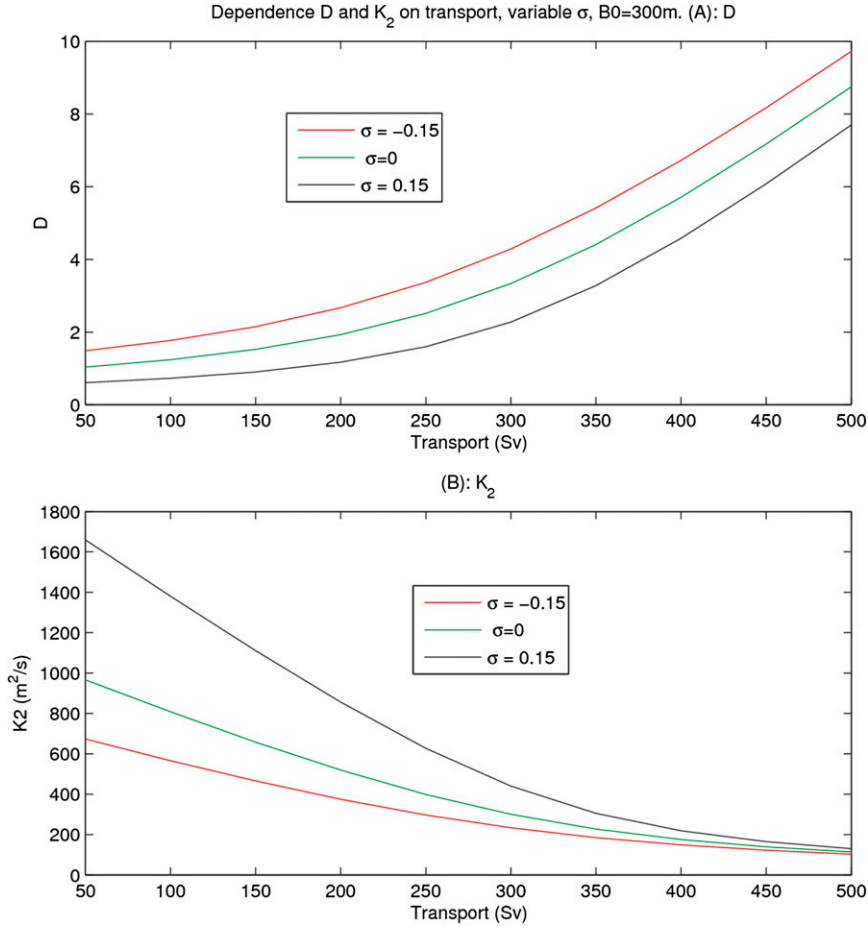 Dependence D and K₂ on transport, variable σ, B0=300m. (A): D
10
8
6
4
2
0
D
σ = −0.15
σ=0
σ = 0.15
50 100 150 200 250 300 350 400 450 500
Transport (Sv)
(B): K₂
1800
1600
1400
1200
1000
800
600
400
200
0
K2 (m²/s)
σ = −0.15
σ=0
σ = 0.15
50 100 150 200 250 300 350 400 450 500
Transport (Sv)